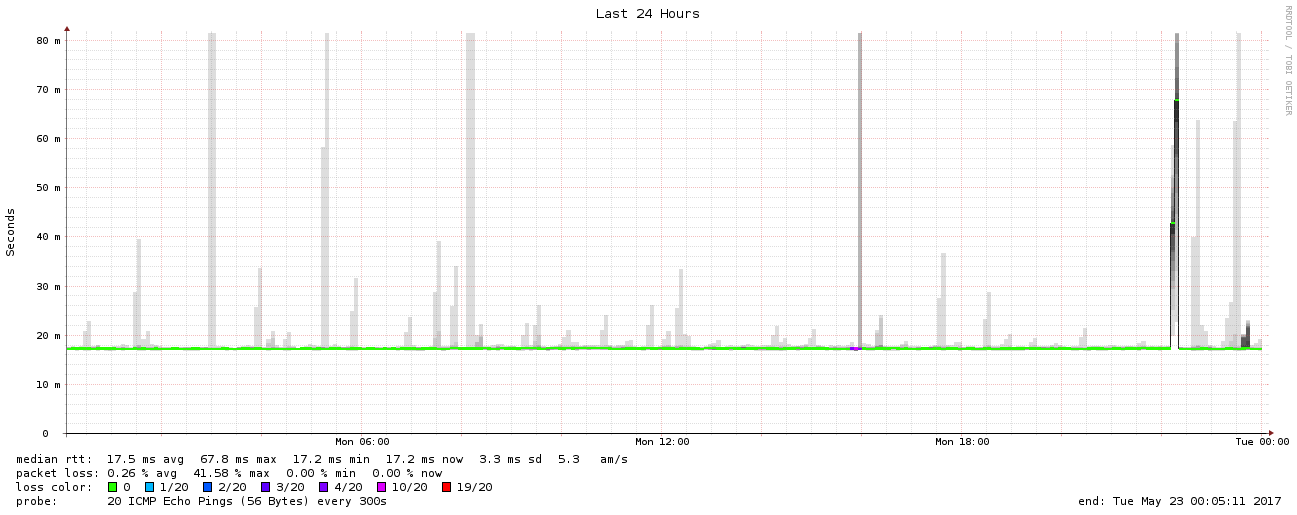 Last 24 Hours
RRDTOOL / TOBI OETIKER
Seconds
80 m
70 m
60 m
50 m
40 m
30 m
20 m
10 m
0
Mon 06:00 Mon 12:00 Mon 18:00 Tue 00:00
median rtt: 17.5 ms avg 67.8 ms max 17.2 ms min 17.2 ms now 3.3 ms sd 5.3 am/s
packet loss: 0.26 % avg 41.58 % max 0.00 % min 0.00 % now
loss color: 0 1/20 2/20 3/20 4/20 10/20 19/20
probe: 20 ICMP Echo Pings (56 Bytes) every 300s end: Tue May 23 00:05:11 2017